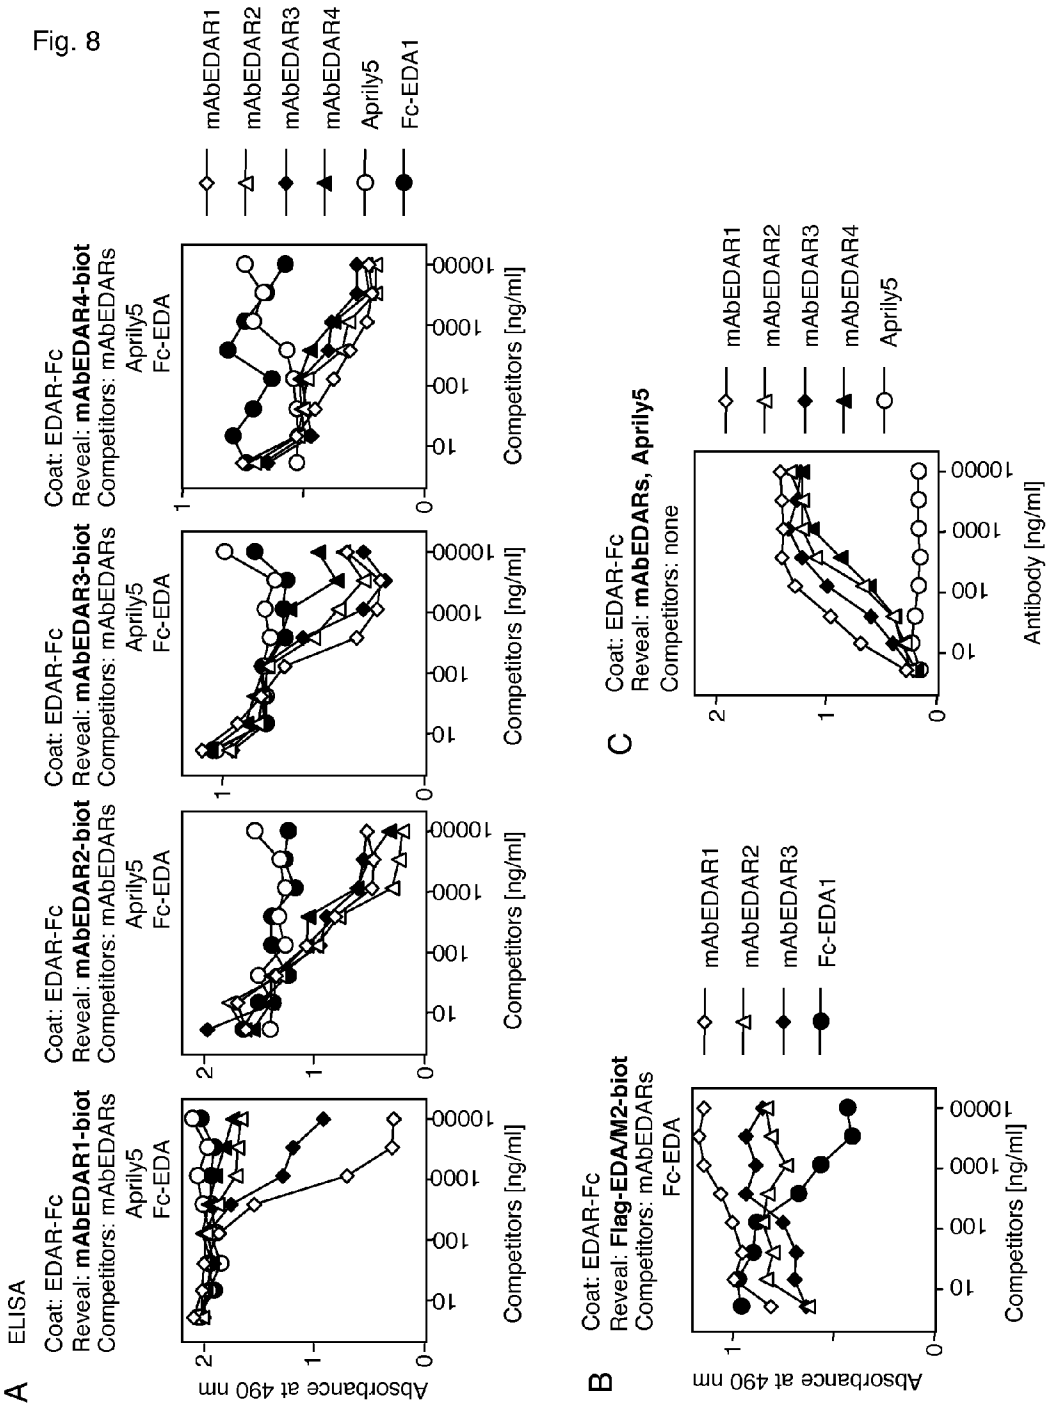 Fig. 8
A
ELISA
Coat: EDAR-Fc
Reveal: mAbEDAR1-biot
Competitors: mAbEDARs
Aprily5
Fc-EDA
Absorbance at 490 nm
2
1
0
10
100
1000
10000
Competitors [ng/ml]
Coat: EDAR-Fc
Reveal: mAbEDAR2-biot
Competitors: mAbEDARs
Aprily5
Fc-EDA
2
1
0
10
100
1000
10000
Competitors [ng/ml]
Coat: EDAR-Fc
Reveal: mAbEDAR3-biot
Competitors: mAbEDARs
Aprily5
Fc-EDA
1
0
10
100
1000
10000
Competitors [ng/ml]
Coat: EDAR-Fc
Reveal: mAbEDAR4-biot
Competitors: mAbEDARs
Aprily5
Fc-EDA
1
0
10
100
1000
10000
Competitors [ng/ml]
mAbEDAR1
mAbEDAR2
mAbEDAR3
mAbEDAR4
Aprily5
Fc-EDA1
B
Coat: EDAR-Fc
Reveal: Flag-EDA/M2-biot
Competitors: mAbEDARs
Fc-EDA
Absorbance at 490 nm
1
0
10
100
1000
10000
Competitors [ng/ml]
mAbEDAR1
mAbEDAR2
mAbEDAR3
Fc-EDA1
C
Coat: EDAR-Fc
Reveal: mAbEDARs, Aprily5
Competitors: none
2
1
0
10
100
1000
10000
Antibody [ng/ml]
mAbEDAR1
mAbEDAR2
mAbEDAR3
mAbEDAR4
Aprily5